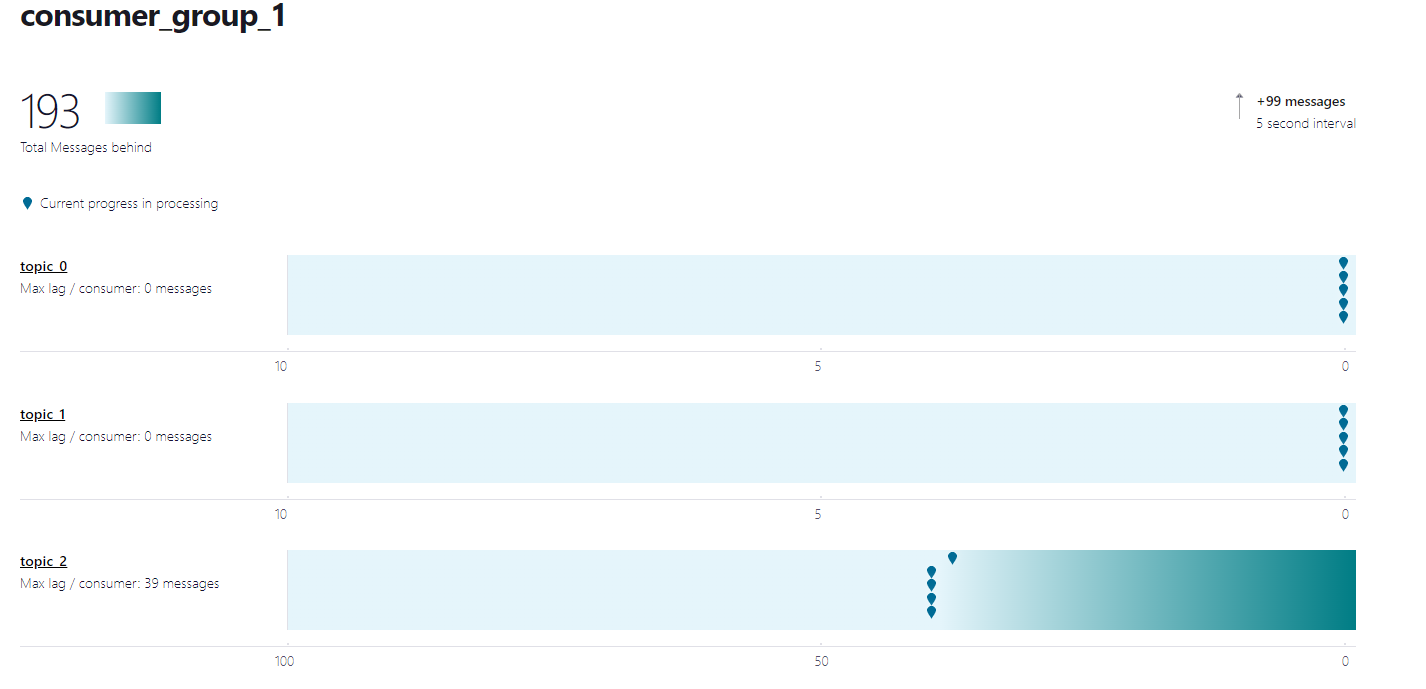 consumer_group_1
193
Total Messages behind
+99 messages
5 second interval
Current progress in processing
topic_0
Max lag / consumer: 0 messages
10 5 0
topic_1
Max lag / consumer: 0 messages
10 5 0
topic_2
Max lag / consumer: 39 messages
100 50 0